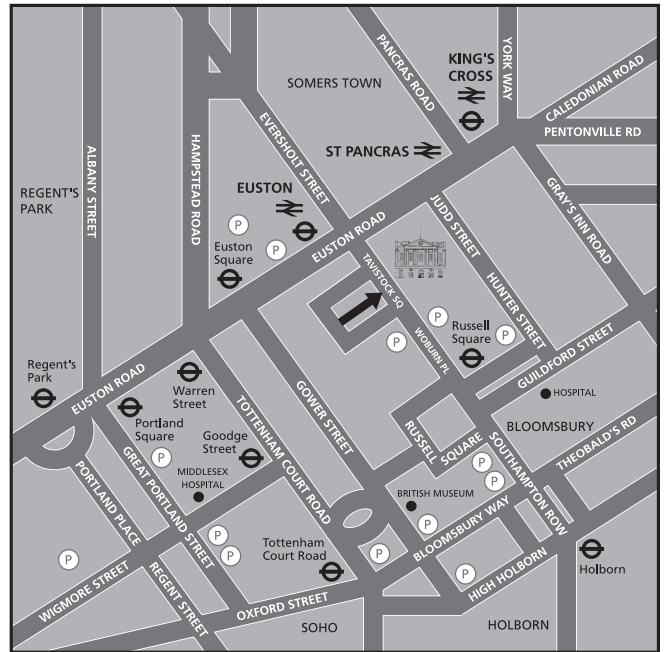 KING'S
CROSS
YORK WAY
PANCRAS ROAD
CALEDONIAN ROAD
SOMERS TOWN
PENTONVILLE RD
EVERSHOLT STREET
ST PANCRAS
HAMPSTEAD ROAD
ALBANY STREET
REGENT'S
PARK
EUSTON
JUDD STREET
GRAY'S INN ROAD
P
Euston
Square
P
EUSTON ROAD
TAVISTOCK SQ
HUNTER STREET
P
P
P
WOBURN PL
Russell
Square
GUILDFORD STREET
Regent's
Park
EUSTON ROAD
Warren
Street
HOSPITAL
Portland
Square
TOTTENHAM COURT ROAD
GOWER STREET
RUSSELL
SQUARE
BLOOMSBURY
THEOBALD'S RD
Goodge
Street
P
MIDDLESEX
HOSPITAL
GREAT PORTLAND STREET
PORTLAND PLACE
SOUTHAMPTON ROW
P
P
BRITISH MUSEUM
P
BLOOMSBURY WAY
P
P
P
P
Tottenham
Court Road
P
HIGH HOLBORN
Holborn
WIGMORE STREET
REGENT STREET
OXFORD STREET
SOHO
HOLBORN